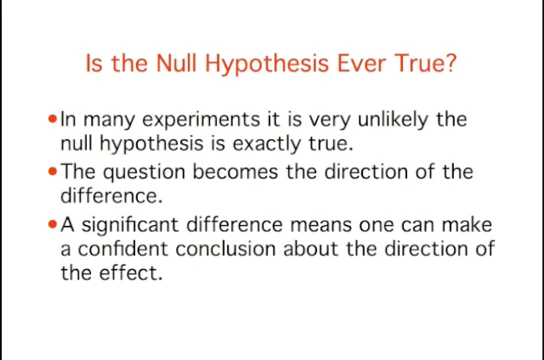 Is the Null Hypothesis Ever True?
•In many experiments it is very unlikely the
null hypothesis is exactly true.
•The question becomes the direction of the
difference.
•A significant difference means one can make
a confident conclusion about the direction of
the effect.